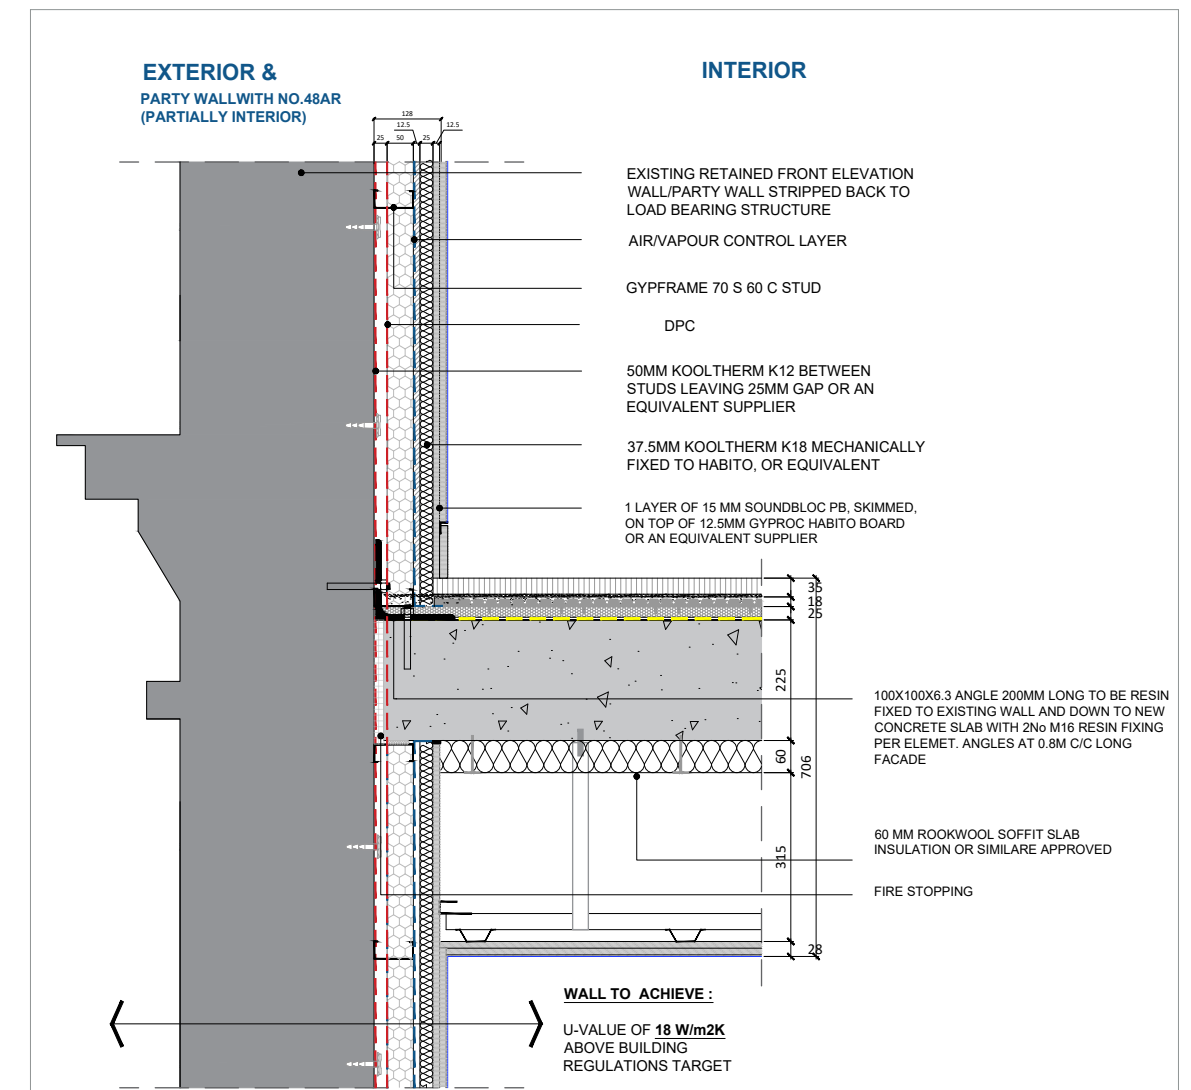 EXTERIOR &
PARTY WALLWITH NO.48AR
(PARTIALLY INTERIOR)
INTERIOR
128
12.5
12.5
25
50
25
EXISTING RETAINED FRONT ELEVATION
WALL/PARTY WALL STRIPPED BACK TO
LOAD BEARING STRUCTURE
AIR/VAPOUR CONTROL LAYER
GYPFRAME 70 S 60 C STUD
DPC
50MM KOOLTHERM K12 BETWEEN
STUDS LEAVING 25MM GAP OR AN
EQUIVALENT SUPPLIER
37.5MM KOOLTHERM K18 MECHANICALLY
FIXED TO HABITO, OR EQUIVALENT
1 LAYER OF 15 MM SOUNDBLOC PB, SKIMMED,
ON TOP OF 12.5MM GYPROC HABITO BOARD
OR AN EQUIVALENT SUPPLIER
35
18
25
225
60
706
315
28
100X100X6.3 ANGLE 200MM LONG TO BE RESIN
FIXED TO EXISTING WALL AND DOWN TO NEW
CONCRETE SLAB WITH 2No M16 RESIN FIXING
PER ELEMET. ANGLES AT 0.8M C/C LONG
FACADE
60 MM ROOKWOOL SOFFIT SLAB
INSULATION OR SIMILARE APPROVED
FIRE STOPPING
WALL TO ACHIEVE :
U-VALUE OF 18 W/m2K
ABOVE BUILDING
REGULATIONS TARGET